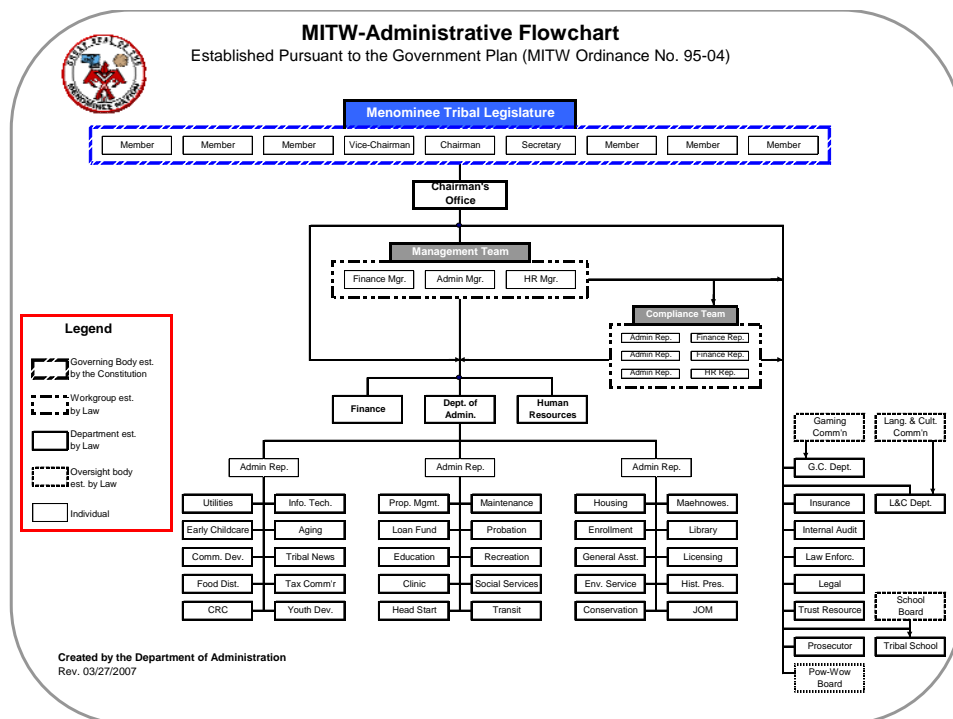 MITW-Administrative Flowchart
Established Pursuant to the Government Plan (MITW Ordinance No. 95-04)
GREAT SEAL OF THE
MENOMINEE NATION
Menominee Tribal Legislature
Member
Member
Member
Vice-Chairman
Chairman
Secretary
Member
Member
Member
Chairman's
Office
Management Team
Finance Mgr.
Admin Mgr.
HR Mgr.
Compliance Team
Admin Rep.
Finance Rep.
Admin Rep.
Finance Rep.
Admin Rep.
HR Rep.
Legend
Governing Body est.
by the Constitution
Workgroup est.
by Law
Department est.
by Law
Oversight body
est. by Law
Individual
Finance
Dept. of
Admin.
Human
Resources
Admin Rep.
Admin Rep.
Admin Rep.
Utilities
Info. Tech.
Early Childcare
Aging
Comm. Dev.
Tribal News
Food Dist.
Tax Comm'r
CRC
Youth Dev.
Prop. Mgmt.
Maintenance
Loan Fund
Probation
Education
Recreation
Clinic
Social Services
Head Start
Transit
Housing
Maehnowes.
Enrollment
Library
General Asst.
Licensing
Env. Service
Hist. Pres.
Conservation
JOM
Gaming
Comm'n
Lang. & Cult.
Comm'n
G.C. Dept.
Insurance
L&C Dept.
Internal Audit
Law Enforc.
Legal
Trust Resource
School
Board
Prosecutor
Tribal School
Pow-Wow
Board
Created by the Department of Administration
Rev. 03/27/2007